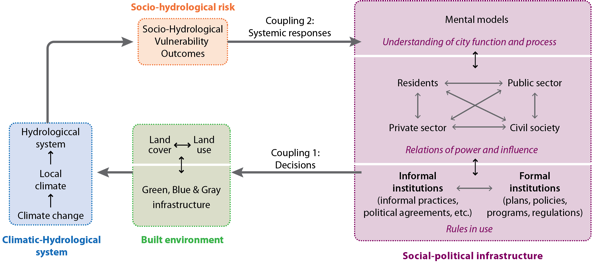 Socio-hydrological risk
Socio-Hydrological
Vulnerability
Outcomes
Coupling 2:
Systemic responses
Mental models
Understanding of city function and process
Residents
Public sector
Private sector
Civil society
Relations of power and influence
Informal
institutions
(informal practices,
political agreements, etc.)
Formal
institutions
(plans, policies,
programs, regulations)
Rules in use
Social-political infrastructure
Coupling 1:
Decisions
Land
cover
Land
use
Green, Blue & Gray
infrastructure
Built environment
Hydrologiccal
system
Local
climate
Climate change
Climatic-Hydrological
system